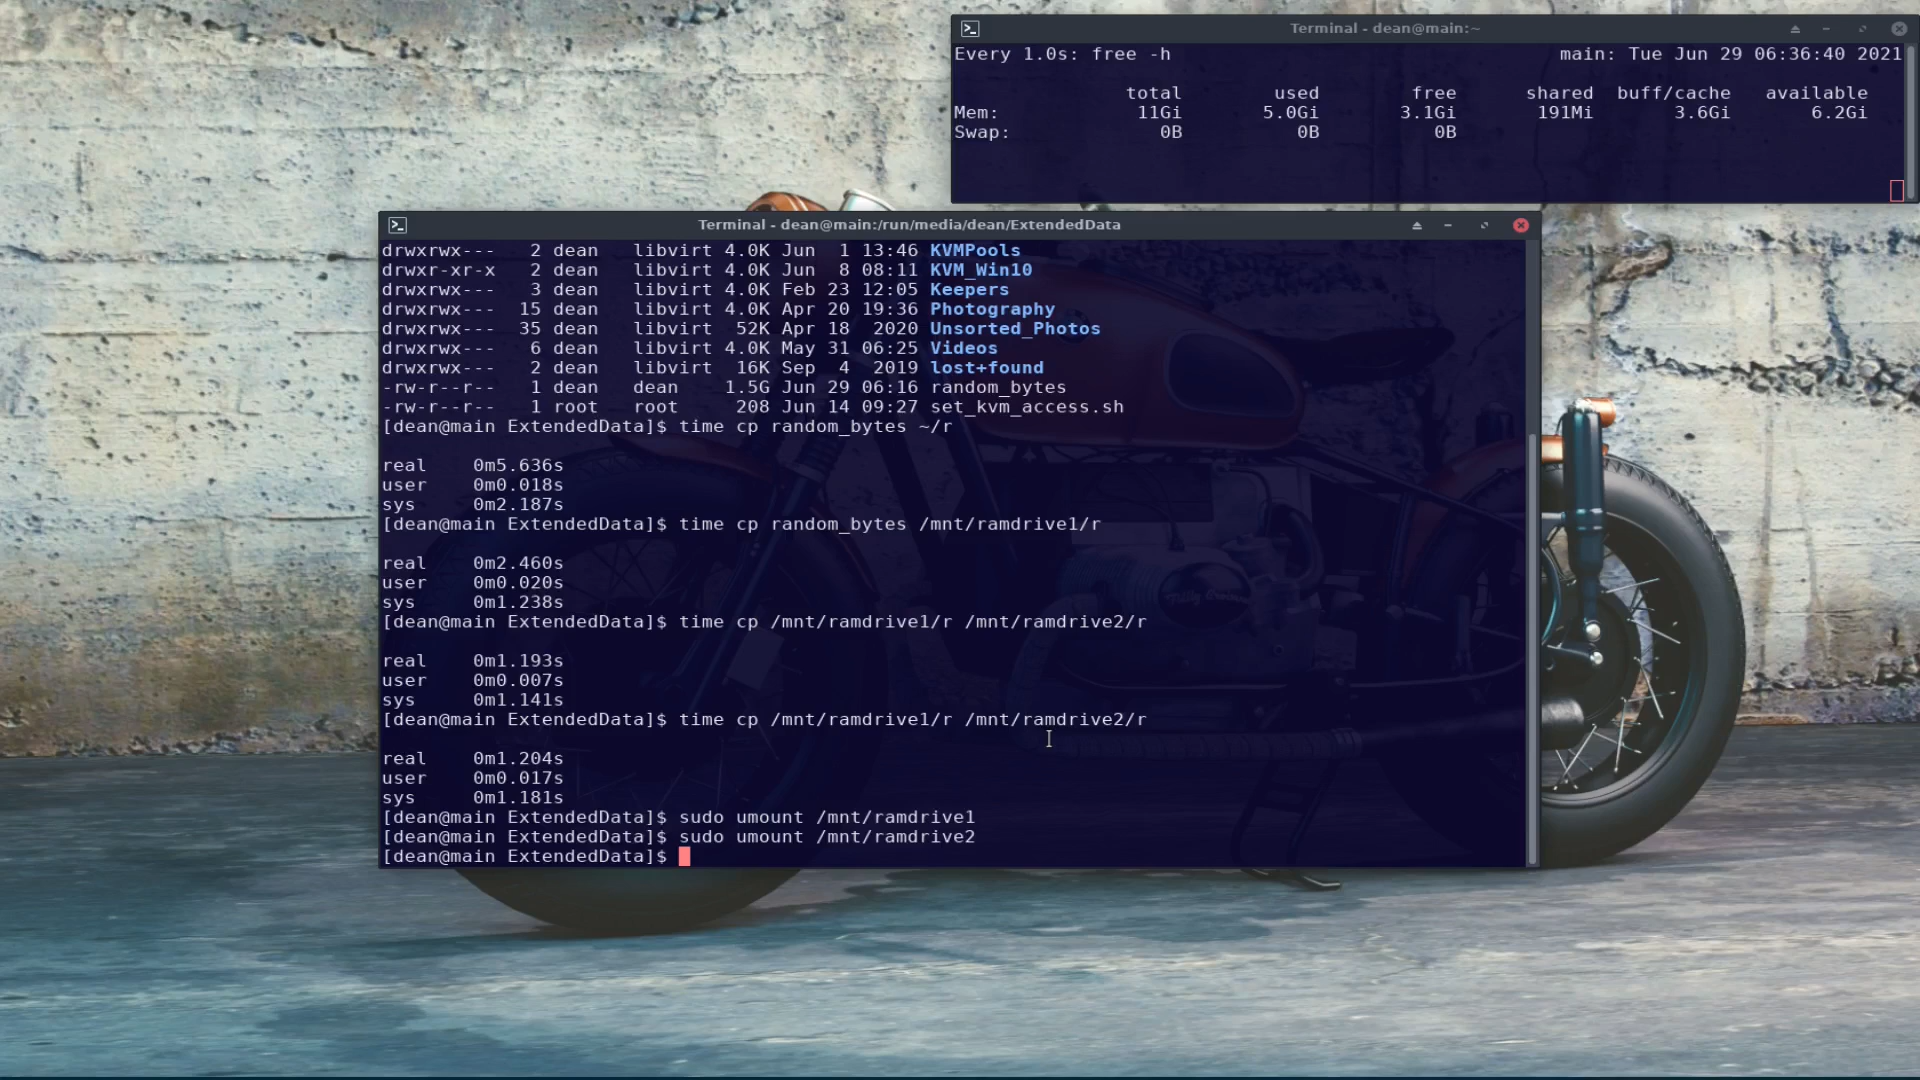 Terminal - dean@main:~
Every 1.0s: free -h main: Tue Jun 29 06:36:40 2021
total used free shared buff/cache available
Mem: 11Gi 5.0Gi 3.1Gi 191Mi 3.6Gi 6.2Gi
Swap: 0B 0B 0B
Terminal - dean@main:/run/media/dean/ExtendedData
drwxrwx--- 2 dean libvirt 4.0K Jun 1 13:46 KVMPools
drwxr-xr-x 2 dean libvirt 4.0K Jun 8 08:11 KVM_Win10
drwxrwx--- 3 dean libvirt 4.0K Feb 23 12:05 Keepers
drwxrwx--- 15 dean libvirt 4.0K Apr 20 19:36 Photography
drwxrwx--- 35 dean libvirt 52K Apr 18 2020 Unsorted_Photos
drwxrwx--- 6 dean libvirt 4.0K May 31 06:25 Videos
drwxrwx--- 2 dean libvirt 16K Sep 4 2019 lost+found
-rw-r--r-- 1 dean dean 1.5G Jun 29 06:16 random_bytes
-rw-r--r-- 1 root root 208 Jun 14 09:27 set_kvm_access.sh
[dean@main ExtendedData]$ time cp random_bytes ~/r
real 0m5.636s
user 0m0.018s
sys 0m2.187s
[dean@main ExtendedData]$ time cp random_bytes /mnt/ramdrive1/r
real 0m2.460s
user 0m0.020s
sys 0m1.238s
[dean@main ExtendedData]$ time cp /mnt/ramdrive1/r /mnt/ramdrive2/r
real 0m1.193s
user 0m0.007s
sys 0m1.141s
[dean@main ExtendedData]$ time cp /mnt/ramdrive1/r /mnt/ramdrive2/r
real 0m1.204s
user 0m0.017s
sys 0m1.181s
[dean@main ExtendedData]$ sudo umount /mnt/ramdrive1
[dean@main ExtendedData]$ sudo umount /mnt/ramdrive2
[dean@main ExtendedData]$